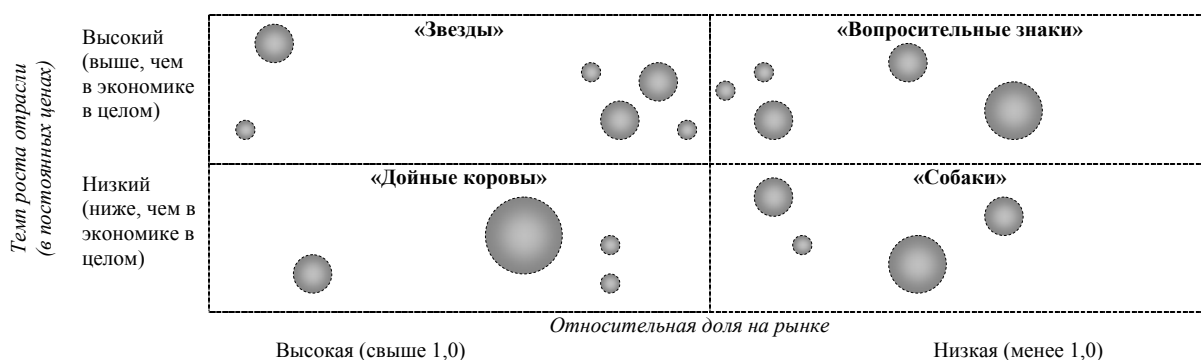 Темп роста отрасли
(в постоянных ценах)
Высокий
(выше, чем
в экономике
в целом)
«Звезды»
«Вопросительные знаки»
Низкий
(ниже, чем в
экономике в
целом)
«Дойные коровы»
«Собаки»
Относительная доля на рынке
Высокая (свыше 1,0)
Низкая (менее 1,0)